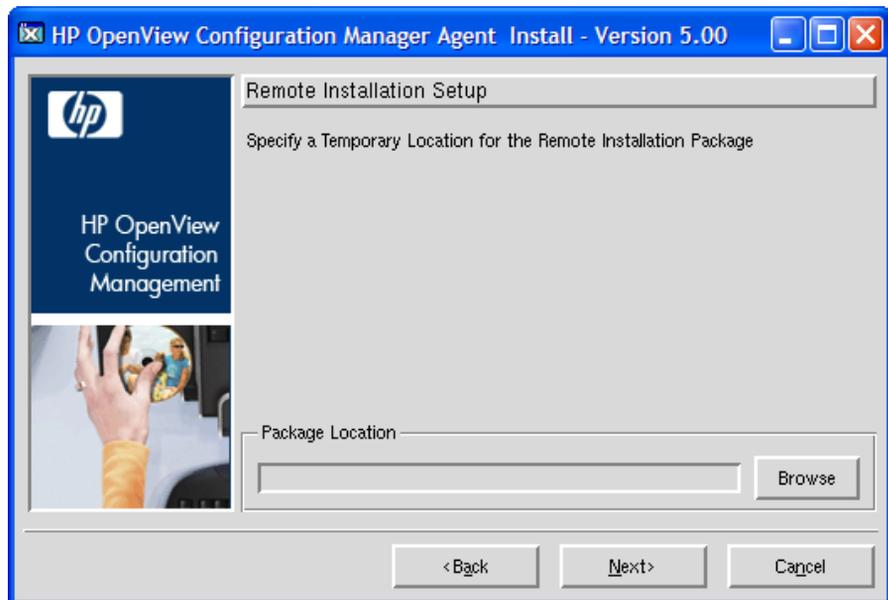 HP OpenView Configuration Manager Agent Install - Version 5.00
hp
HP OpenView
Configuration
Management
Remote Installation Setup
Specify a Temporary Location for the Remote Installation Package
Package Location
Browse
<Back
Next>
Cancel